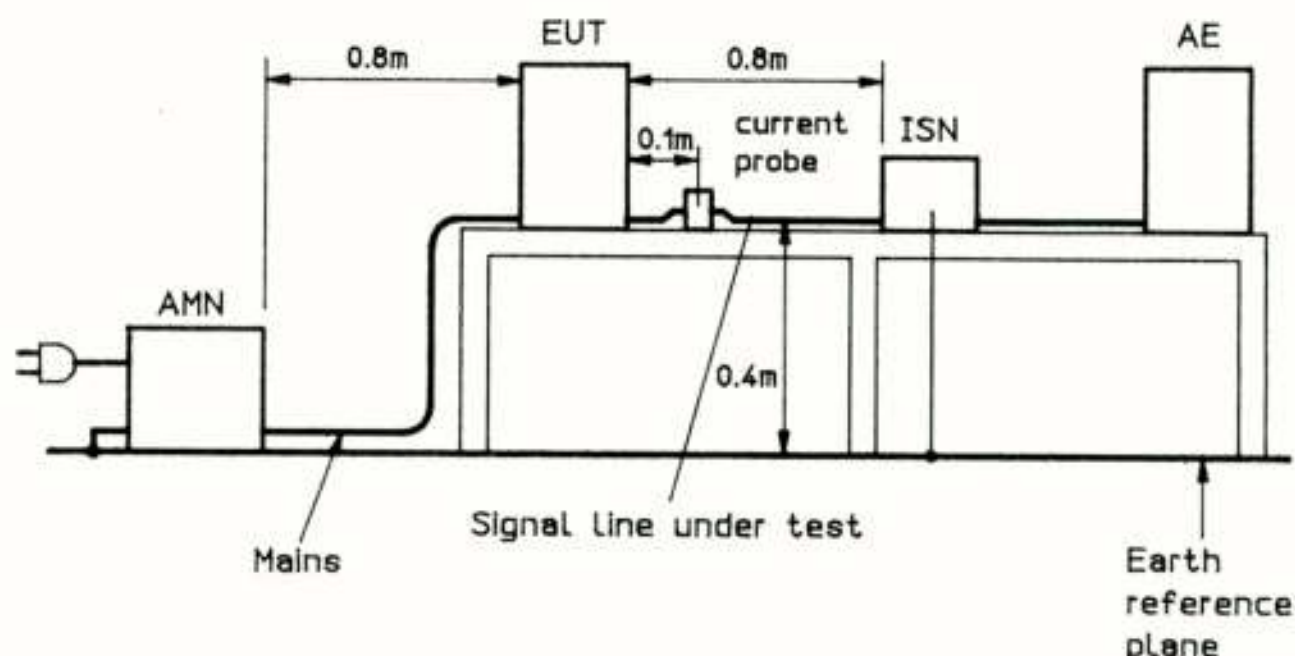 EUT
AE
0.8m
0.8m
current
probe
ISN
0.1m
AMN
0.4m
Signal line under test
Mains
Earth
reference
plane